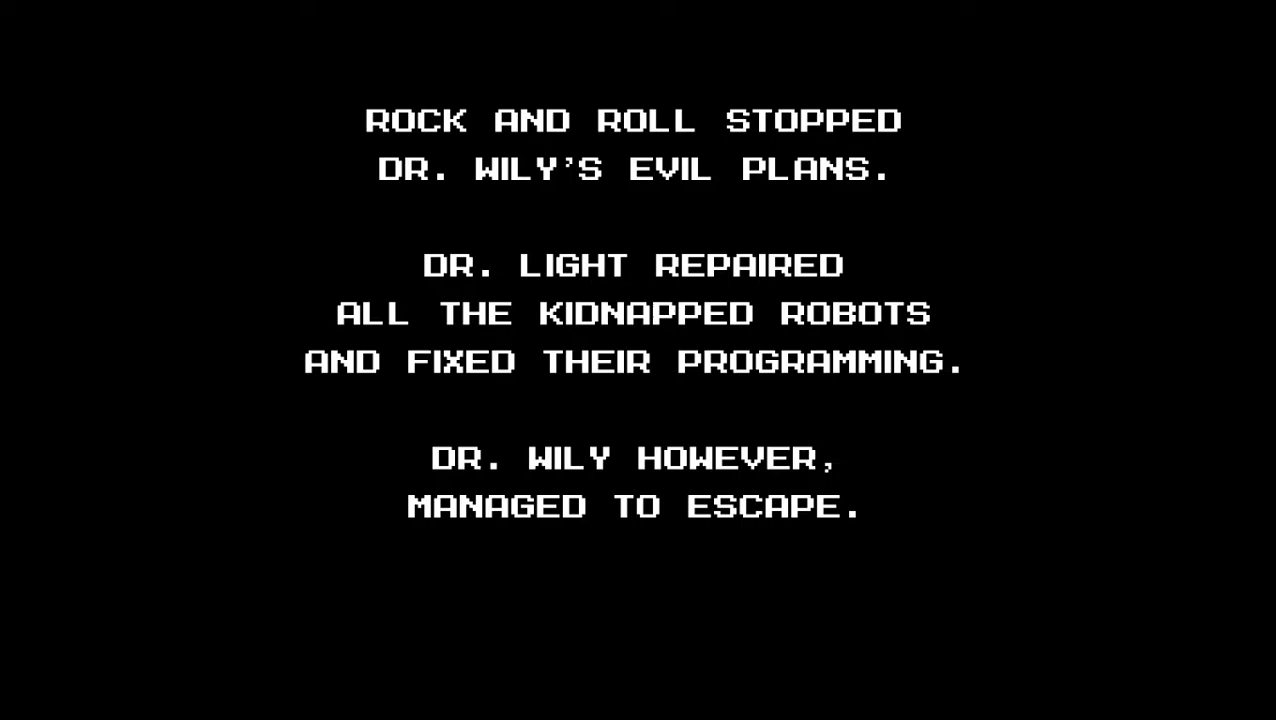 ROCK AND ROLL STOPPED
DR. WILY'S EVIL PLANS.
DR. LIGHT REPAIRED
ALL THE KIDNAPPED ROBOTS
AND FIXED THEIR PROGRAMMING.
DR. WILY HOWEVER,
MANAGED TO ESCAPE.